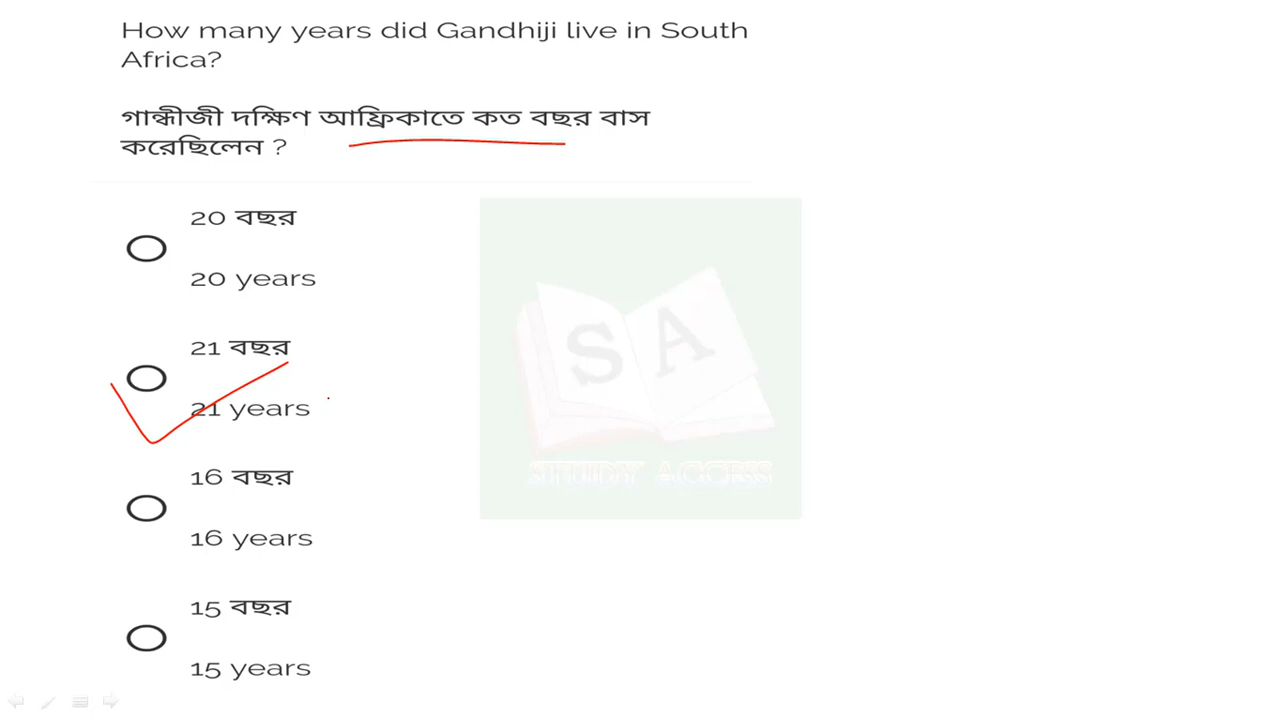 How many years did Gandhiji live in South
Africa?
গান্ধীজী দক্ষিণ আফ্রিকাতে কত বছর বাস
করেছিলেন ?
20 বছর
20 years
21 বছর
21 years
16 বছর
16 years
15 বছর
15 years
SA
STUDY ACCESS